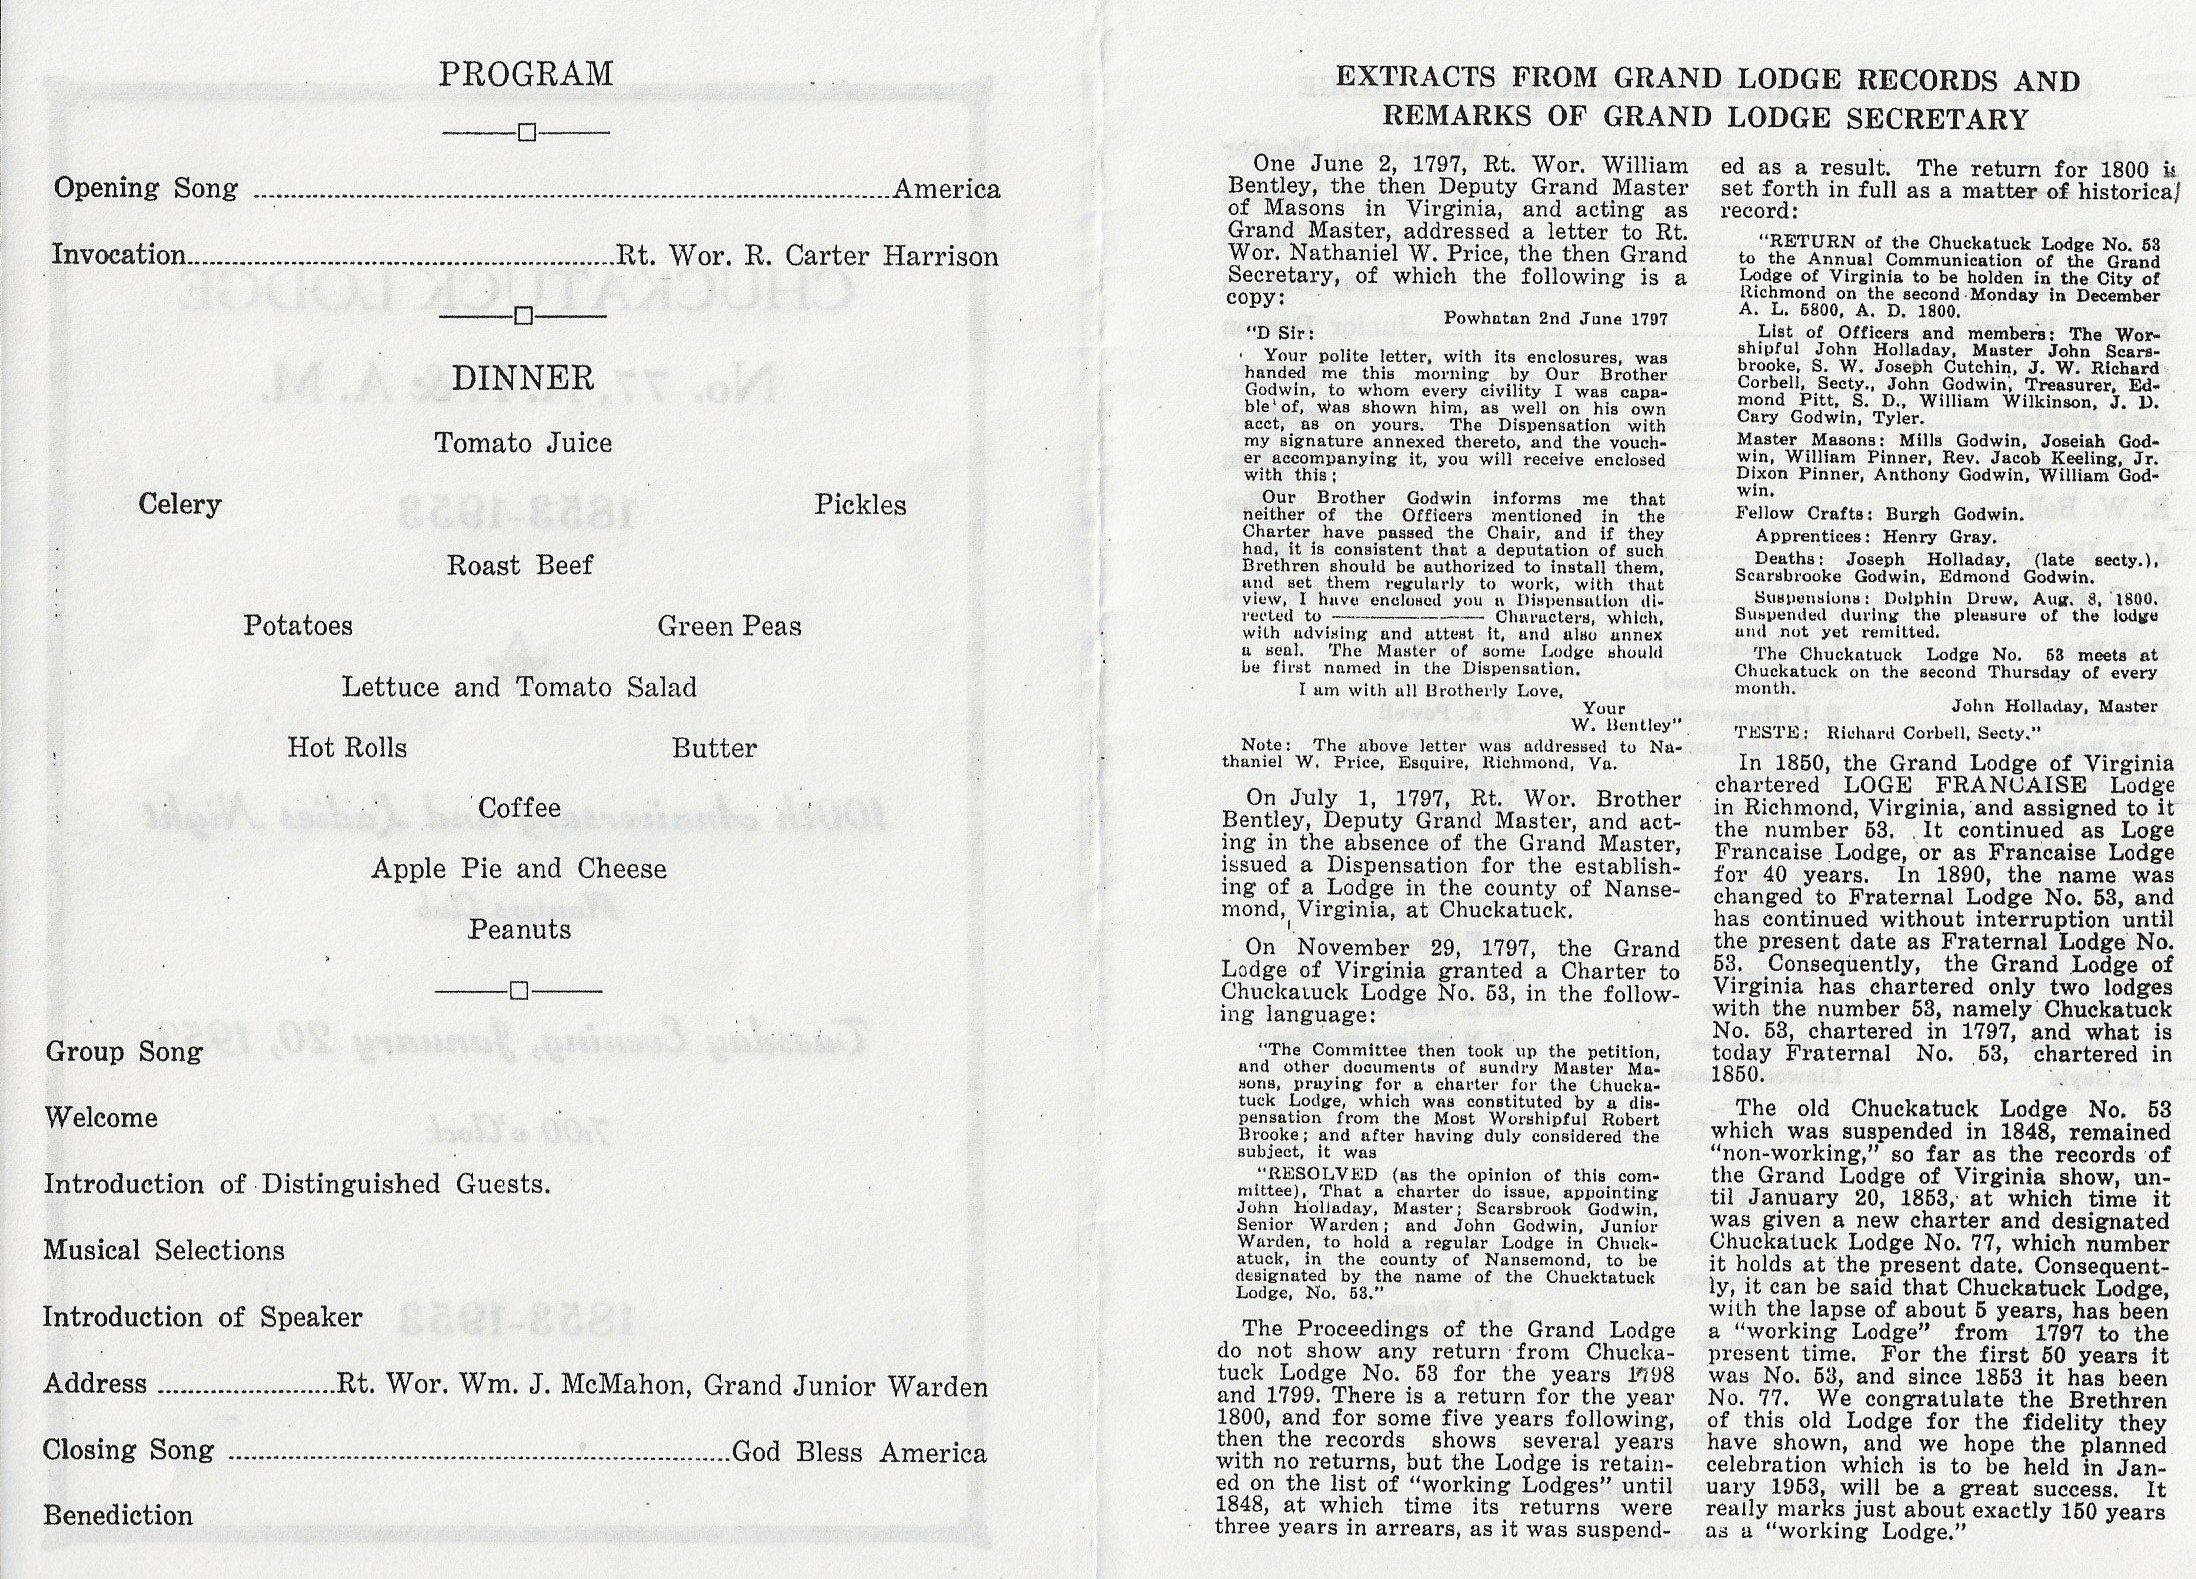 PROGRAM
Opening Song ........ America
Invocation........ Rt. Wor. R. Carter Harrison
DINNER
Tomato Juice
Celery Pickles
Roast Beef
Potatoes Green Peas
Lettuce and Tomato Salad
Hot Rolls Butter
Coffee
Apple Pie and Cheese
Peanuts
Group Song
Welcome
Introduction of Distinguished Guests.
Musical Selections
Introduction of Speaker
Address ........ Rt. Wor. Wm. J. McMahon, Grand Junior Warden
Closing Song ........ God Bless America
Benediction
EXTRACTS FROM GRAND LODGE RECORDS AND
REMARKS OF GRAND LODGE SECRETARY
One June 2, 1797, Rt. Wor. William
Bentley, the then Deputy Grand Master
of Masons in Virginia, and acting as
Grand Master, addressed a letter to Rt.
Wor. Nathaniel W. Price, the then Grand
Secretary, of which the following is a
copy:
Powhatan 2nd June 1797
"D Sir:
Your polite letter, with its enclosures, was
handed me this morning by Our Brother
Godwin, to whom every civility I was capa-
ble of, was shown him, as well on his own
acct, as on yours. The Dispensation with
my signature annexed thereto, and the vouch-
er accompanying it, you will receive enclosed
with this;
Our Brother Godwin informs me that
neither of the Officers mentioned in the
Charter have passed the Chair, and if they
had, it is consistent that a deputation of such
Brethren should be authorized to install them,
and set them regularly to work, with that
view, I have enclosed you a Dispensation di-
rected to ———————— Characters, which,
with advising and attest it, and also annex
a seal. The Master of some Lodge should
be first named in the Dispensation.
I am with all Brotherly Love,
Your
W. Bentley"
Note: The above letter was addressed to Na-
thaniel W. Price, Esquire, Richmond, Va.
On July 1, 1797, Rt. Wor. Brother
Bentley, Deputy Grand Master, and act-
ing in the absence of the Grand Master,
issued a Dispensation for the establish-
ing of a Lodge in the county of Nanse-
mond, Virginia, at Chuckatuck.
On November 29, 1797, the Grand
Lodge of Virginia granted a Charter to
Chuckatuck Lodge No. 53, in the follow-
ing language:
"The Committee then took up the petition,
and other documents of sundry Master Ma-
sons, praying for a charter for the Chucka-
tuck Lodge, which was constituted by a dis-
pensation from the Most Worshipful Robert
Brooke; and after having duly considered the
subject, it was
"RESOLVED (as the opinion of this com-
mittee), That a charter do issue, appointing
John Holladay, Master; Scarsbrook Godwin,
Senior Warden; and John Godwin, Junior
Warden, to hold a regular Lodge in Chuck-
atuck, in the county of Nansemond, to be
designated by the name of the Chucktatuck
Lodge, No. 53."
The Proceedings of the Grand Lodge
do not show any return from Chucka-
tuck Lodge No. 53 for the years 1798
and 1799. There is a return for the year
1800, and for some five years following,
then the records shows several years
with no returns, but the Lodge is retain-
ed on the list of "working Lodges" until
1848, at which time its returns were
three years in arrears, as it was suspend-
ed as a result. The return for 1800 is
set forth in full as a matter of historical
record:
"RETURN of the Chuckatuck Lodge No. 53
to the Annual Communication of the Grand
Lodge of Virginia to be holden in the City of
Richmond on the second Monday in December
A. L. 5800, A. D. 1800.
List of Officers and members: The Wor-
shipful John Holladay, Master John Scars-
brooke, S. W. Joseph Cutchin, J. W. Richard
Corbell, Secty., John Godwin, Treasurer, Ed-
mond Pitt, S. D., William Wilkinson, J. D.
Cary Godwin, Tyler.
Master Masons: Mills Godwin, Joseiah God-
win, William Pinner, Rev. Jacob Keeling, Jr.
Dixon Pinner, Anthony Godwin, William God-
win.
Fellow Crafts: Burgh Godwin.
Apprentices: Henry Gray.
Deaths: Joseph Holladay, (late secty.),
Scarsbrooke Godwin, Edmond Godwin.
Suspensions: Dolphin Drew, Aug. 8, 1800.
Suspended during the pleasure of the lodge
and not yet remitted.
The Chuckatuck Lodge No. 53 meets at
Chuckatuck on the second Thursday of every
month.
John Holladay, Master
TESTE: Richard Corbell, Secty."
In 1850, the Grand Lodge of Virginia
chartered LOGE FRANCAISE Lodge
in Richmond, Virginia, and assigned to it
the number 53. It continued as Loge
Francaise Lodge, or as Francaise Lodge
for 40 years. In 1890, the name was
changed to Fraternal Lodge No. 53, and
has continued without interruption until
the present date as Fraternal Lodge No.
53. Consequently, the Grand Lodge of
Virginia has chartered only two lodges
with the number 53, namely Chuckatuck
No. 53, chartered in 1797, and what is
today Fraternal No. 53, chartered in
1850.
The old Chuckatuck Lodge No. 53
which was suspended in 1848, remained
"non-working," so far as the records of
the Grand Lodge of Virginia show, un-
til January 20, 1853, at which time it
was given a new charter and designated
Chuckatuck Lodge No. 77, which number
it holds at the present date. Consequent-
ly, it can be said that Chuckatuck Lodge,
with the lapse of about 5 years, has been
a "working Lodge" from 1797 to the
present time. For the first 50 years it
was No. 53, and since 1853 it has been
No. 77. We congratulate the Brethren
of this old Lodge for the fidelity they
have shown, and we hope the planned
celebration which is to be held in Jan-
uary 1953, will be a great success. It
really marks just about exactly 150 years
as a "working Lodge."